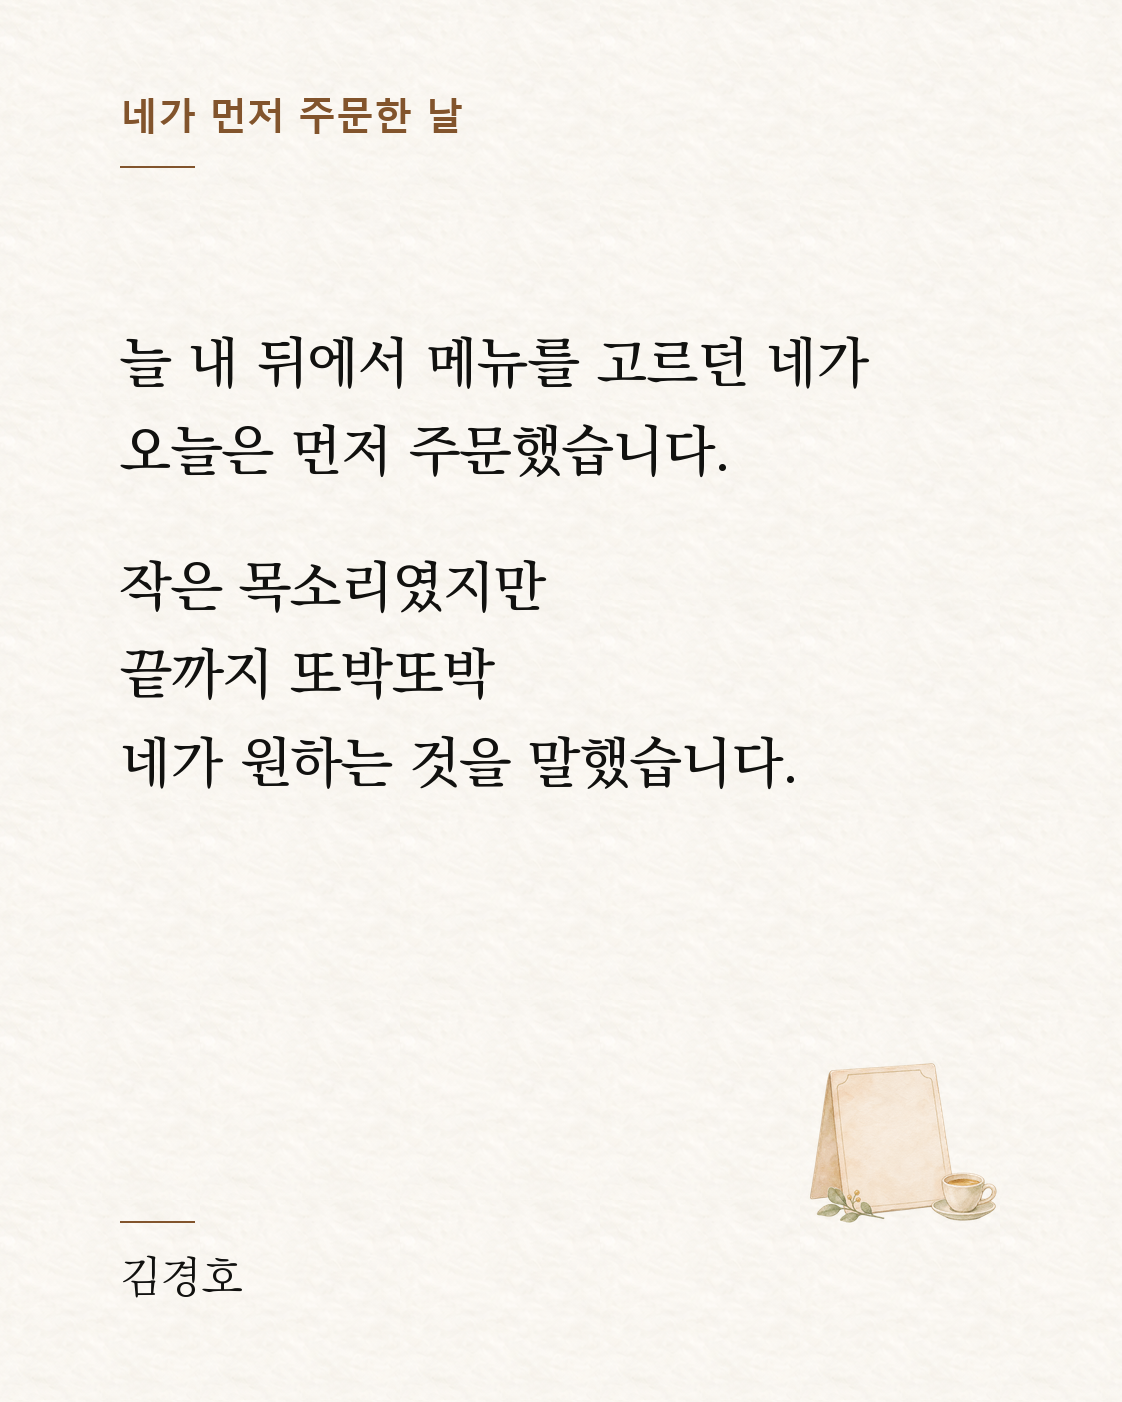 네가 먼저 주문한 날
늘 내 뒤에서 메뉴를 고르던 네가
오늘은 먼저 주문했습니다.
작은 목소리였지만
끝까지 또박또박
네가 원하는 것을 말했습니다.
김경호